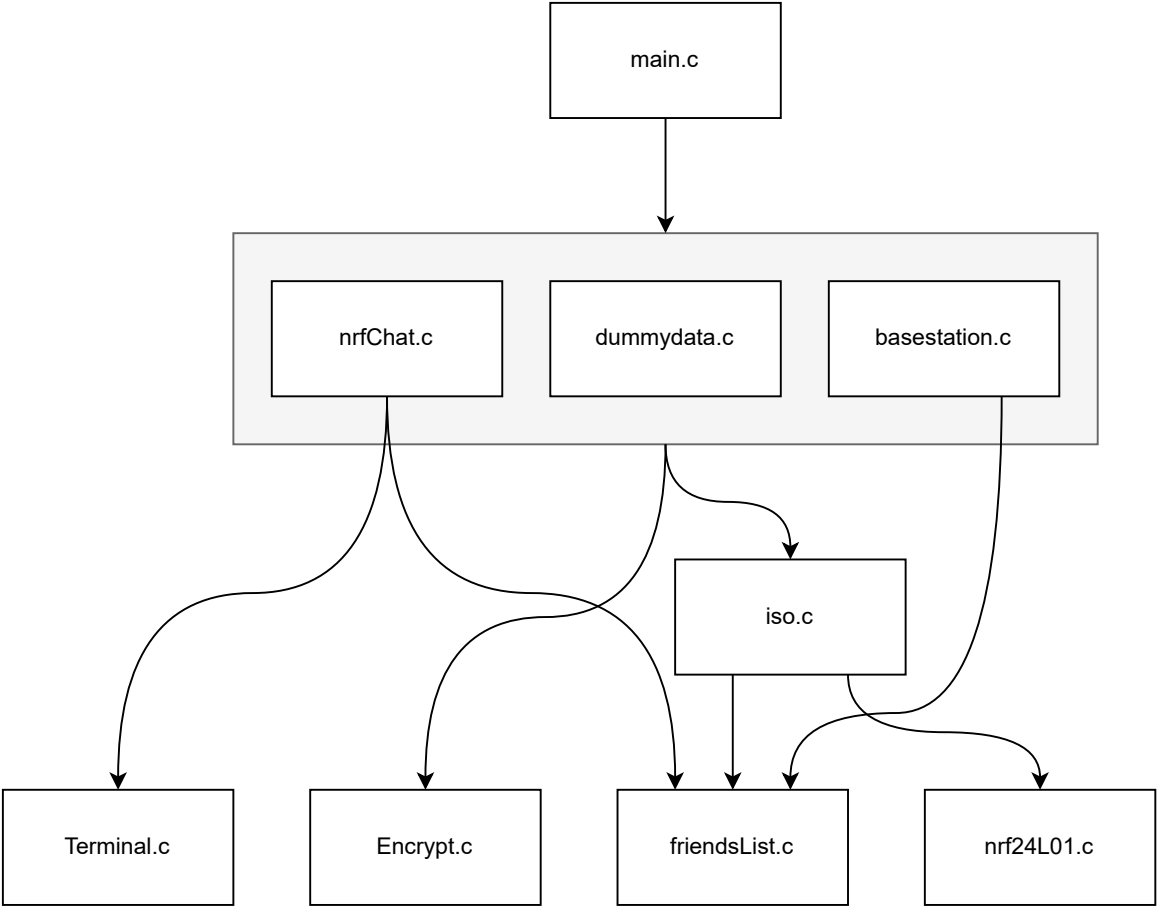 main.c
nrfChat.c
dummydata.c
basestation.c
iso.c
Terminal.c
Encrypt.c
friendsList.c
nrf24L01.c